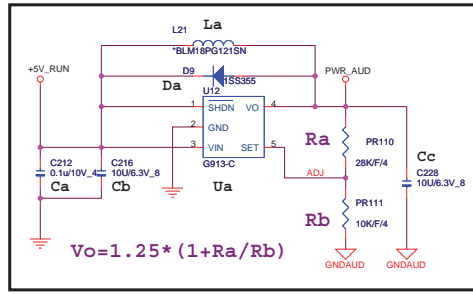 La
L21
*BLM18PG121SN
+5V_RUN
D9
1SS355
PWR_AUD
Da
U12
1
SHDN
VO
4
2
GND
3
VIN
SET
5
G913-C
Ua
Ra
PR110
28K/F/4
Cc
C228
10U/6.3V_8
ADJ
C212
0.1u/10V_4
C216
10U/6.3V_8
Ca
Cb
Rb
PR111
10K/F/4
Vo=1.25*(1+Ra/Rb)
GNDAUD
GNDAUD